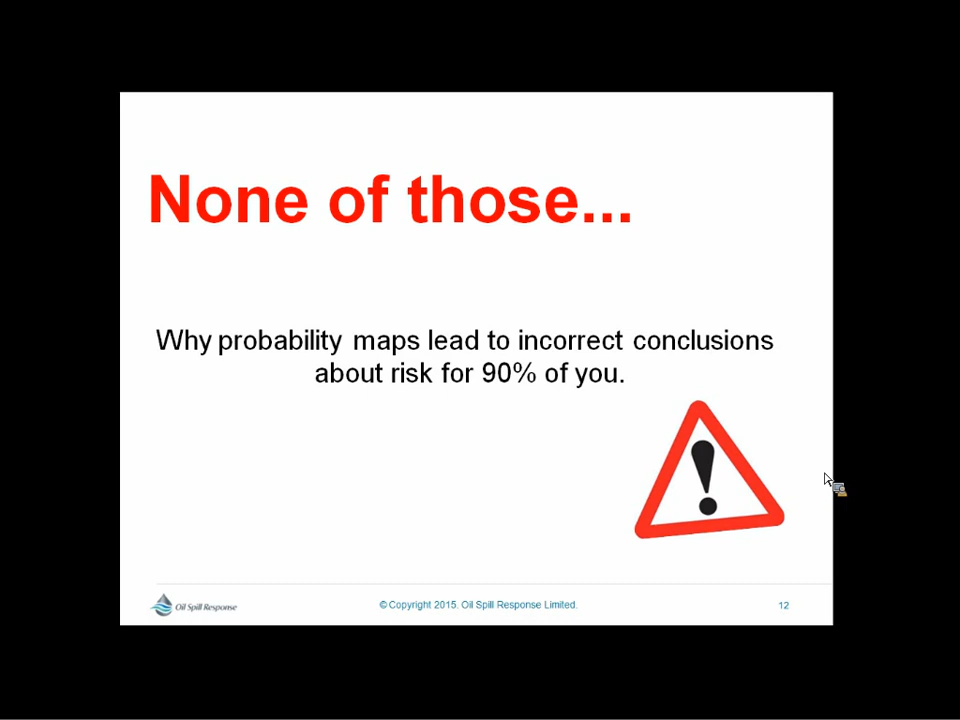 None of those...
Why probability maps lead to incorrect conclusions
about risk for 90% of you.
Oil Spill Response
© Copyright 2015. Oil Spill Response Limited.
12